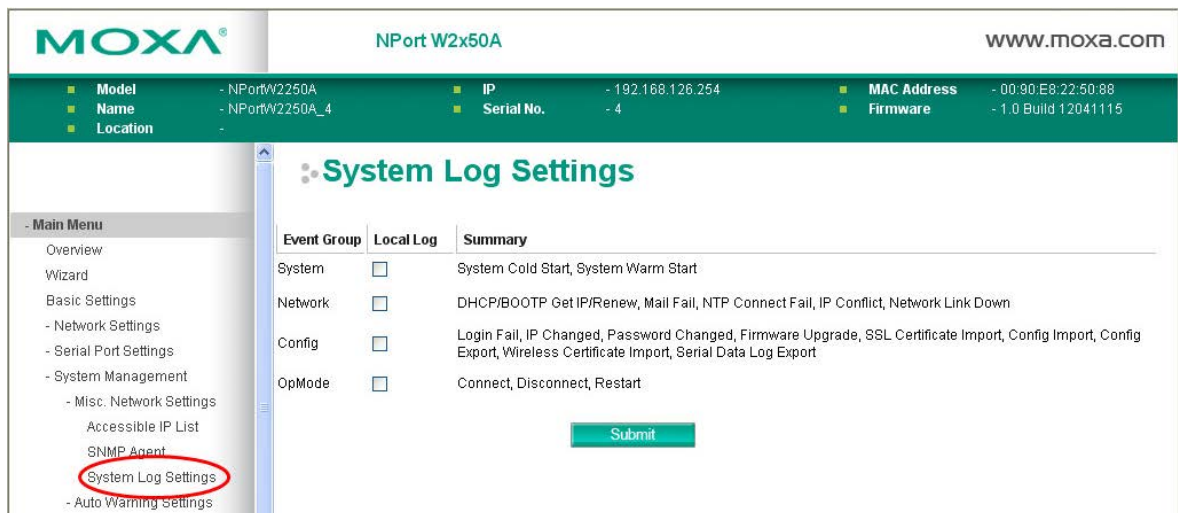 MOXA®
NPort W2x50A
www.moxa.com
Model - NPortW2250A
Name - NPortW2250A_4
Location -
IP - 192.168.126.254
Serial No. - 4
MAC Address - 00:90:E8:22:50:88
Firmware - 1.0 Build 12041115
- Main Menu
Overview
Wizard
Basic Settings
- Network Settings
- Serial Port Settings
- System Management
- Misc. Network Settings
Accessible IP List
SNMP Agent
System Log Settings
- Auto Warning Settings
System Log Settings
Event Group Local Log Summary
System System Cold Start, System Warm Start
Network DHCP/BOOTP Get IP/Renew, Mail Fail, NTP Connect Fail, IP Conflict, Network Link Down
Config Login Fail, IP Changed, Password Changed, Firmware Upgrade, SSL Certificate Import, Config Import, Config
Export, Wireless Certificate Import, Serial Data Log Export
OpMode Connect, Disconnect, Restart
Submit